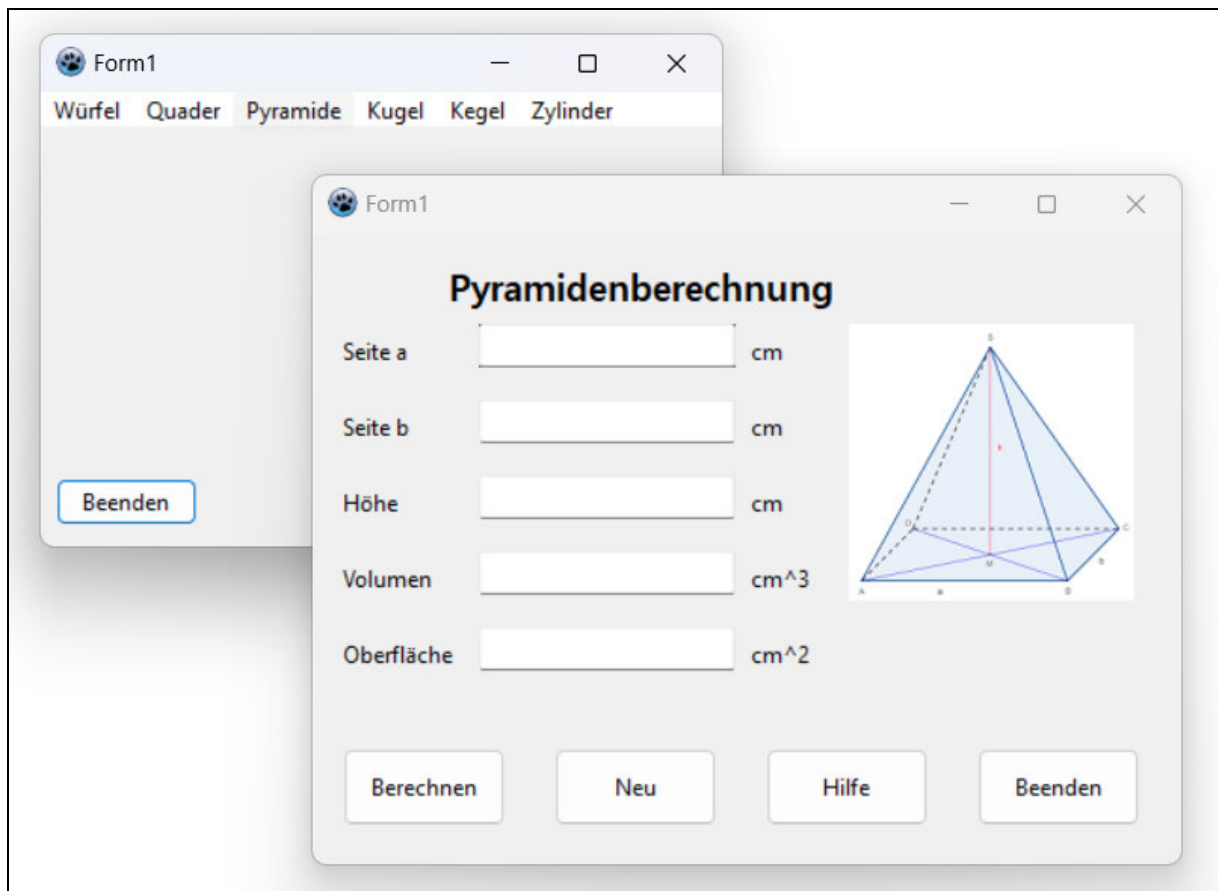 Form1
Würfel Quader Pyramide Kugel Kegel Zylinder
Beenden
Form1
Pyramidenberechnung
Seite a cm
Seite b cm
Höhe cm
Volumen cm^3
Oberfläche cm^2
S
h
D
C
M
b
A
a
B
Berechnen Neu Hilfe Beenden